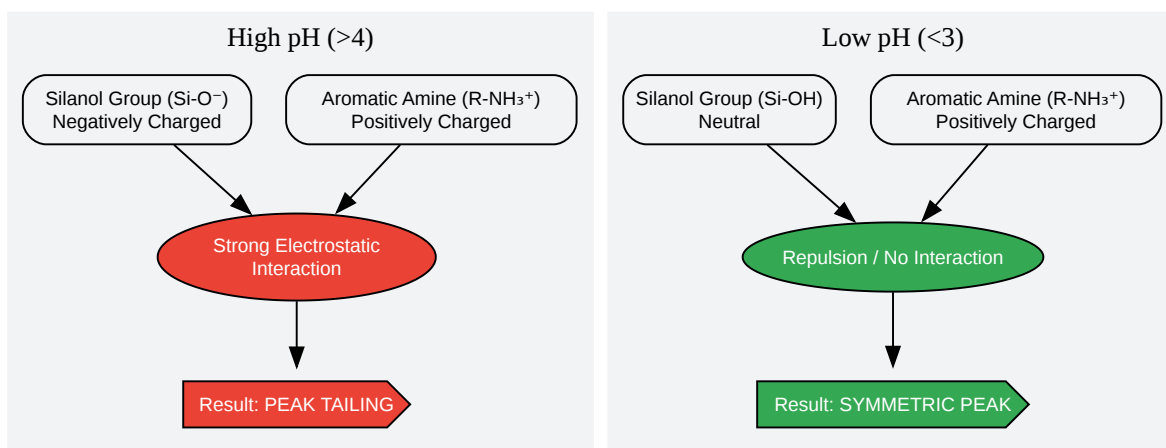 High pH (>4)
Silanol Group (Si-O⁻)
Negatively Charged
Aromatic Amine (R-NH₃⁺)
Positively Charged
Strong Electrostatic
Interaction
Result: PEAK TAILING
Low pH (<3)
Silanol Group (Si-OH)
Neutral
Aromatic Amine (R-NH₃⁺)
Positively Charged
Repulsion / No Interaction
Result: SYMMETRIC PEAK